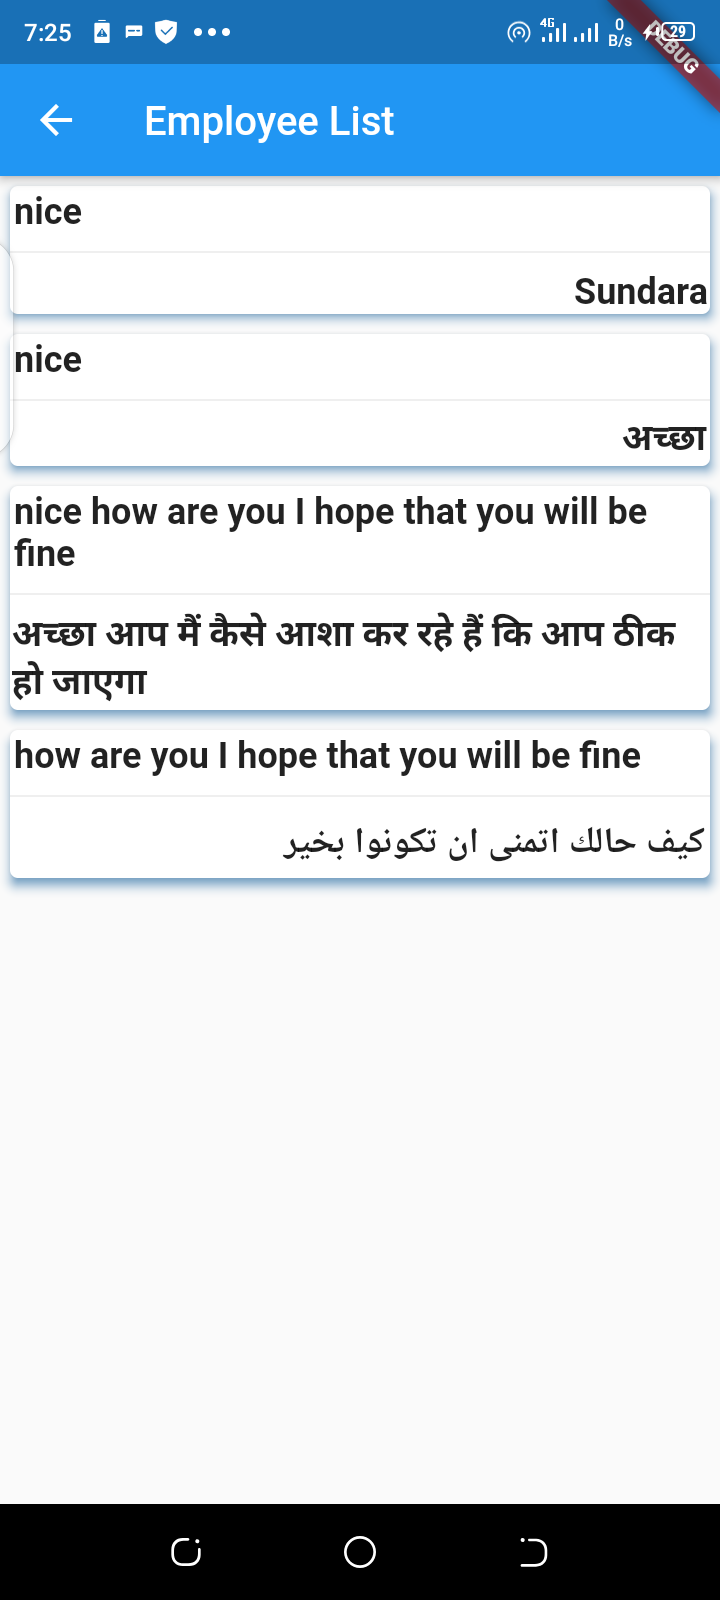 7:25
4G
0
B/s
29
DEBUG
Employee List
nice
Sundara
nice
अच्छा
nice how are you I hope that you will be
fine
अच्छा आप मैं कैसे आशा कर रहे हैं कि आप ठीक
हो जाएगा
how are you I hope that you will be fine
كيف حالك اتمنى ان تكونوا بخير